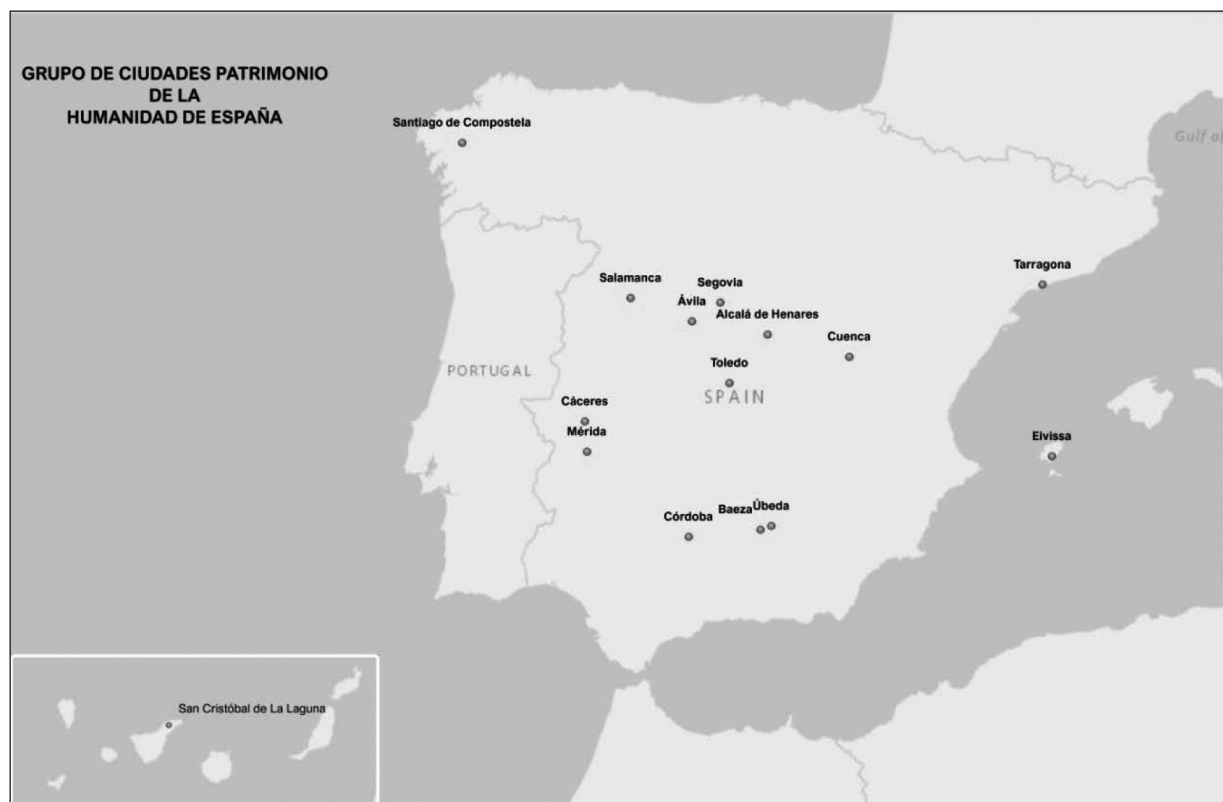 GRUPO DE CIUDADES PATRIMONIO
DE LA
HUMANIDAD DE ESPAÑA
Santiago de Compostela
Gulf of
Tarragona
Salamanca
Segovia
Ávila
Alcalá de Henares
Cuenca
Toledo
PORTUGAL
SPAIN
Cáceres
Mérida
Eivissa
Córdoba
Baeza
Úbeda
San Cristóbal de La Laguna